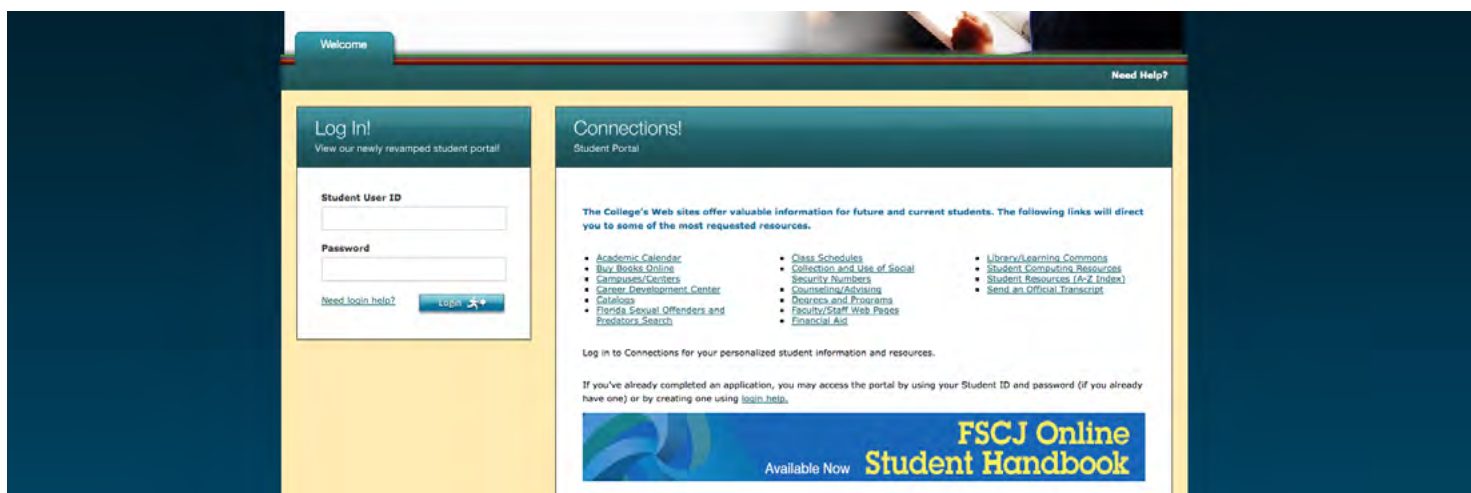 Welcome
Need Help?
Log In!
View our newly revamped student portal!
Student User ID
Password
Need login help?
Login
Connections!
Student Portal
The College's Web sites offer valuable information for future and current students. The following links will direct
you to some of the most requested resources.
Academic Calendar
Buy Books Online
Campuses/Centers
Career Development Center
Catalogs
Florida Sexual Offenders and
Predators Search
Class Schedules
Collection and Use of Social
Security Numbers
Counseling/Advising
Degrees and Programs
Faculty/Staff Web Pages
Financial Aid
Library/Learning Commons
Student Computing Resources
Student Resources (A-Z Index)
Send an Official Transcript
Log in to Connections for your personalized student information and resources.
If you've already completed an application, you may access the portal by using your Student ID and password (if you already
have one) or by creating one using login help.
FSCJ Online
Available Now Student Handbook